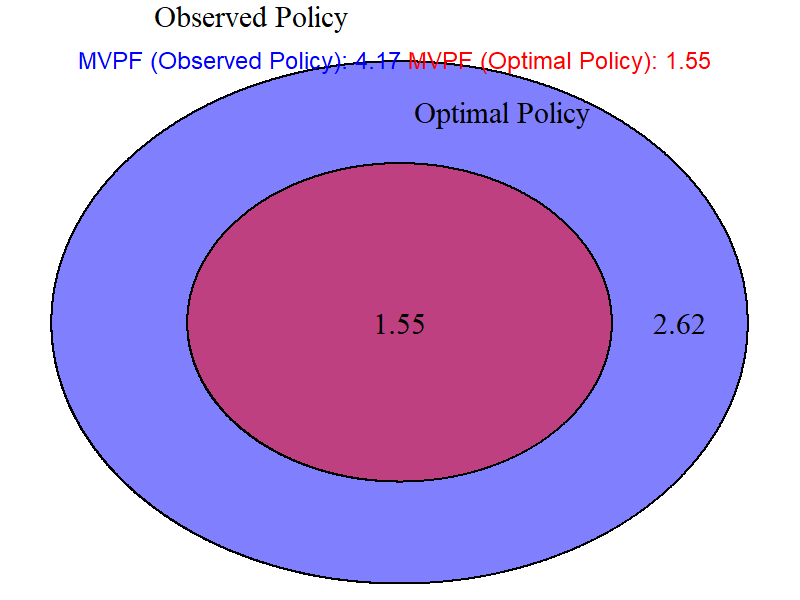 Observed Policy
MVPF (Observed Policy): 4.17 MVPF (Optimal Policy): 1.55
Optimal Policy
1.55
2.62